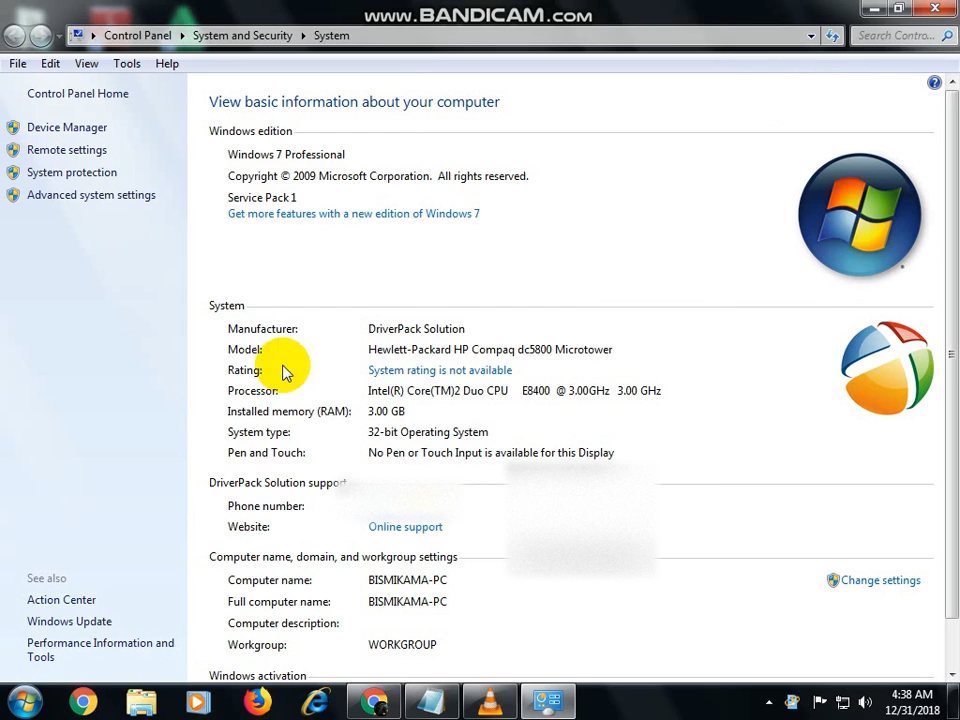 www.BANDICAM.com
Control Panel System and Security System Search Contro...
File Edit View Tools Help
Control Panel Home
Device Manager
Remote settings
System protection
Advanced system settings
See also
Action Center
Windows Update
Performance Information and
Tools
View basic information about your computer
Windows edition
Windows 7 Professional
Copyright © 2009 Microsoft Corporation. All rights reserved.
Service Pack 1
Get more features with a new edition of Windows 7
System
Manufacturer: DriverPack Solution
Model: Hewlett-Packard HP Compaq dc5800 Microtower
Rating: System rating is not available
Processor: Intel(R) Core(TM)2 Duo CPU E8400 @ 3.00GHz 3.00 GHz
Installed memory (RAM): 3.00 GB
System type: 32-bit Operating System
Pen and Touch: No Pen or Touch Input is available for this Display
DriverPack Solution support
Phone number:
Website: Online support
Computer name, domain, and workgroup settings
Computer name: BISMIKAMA-PC Change settings
Full computer name: BISMIKAMA-PC
Computer description:
Workgroup: WORKGROUP
Windows activation
4:38 AM
12/31/2018